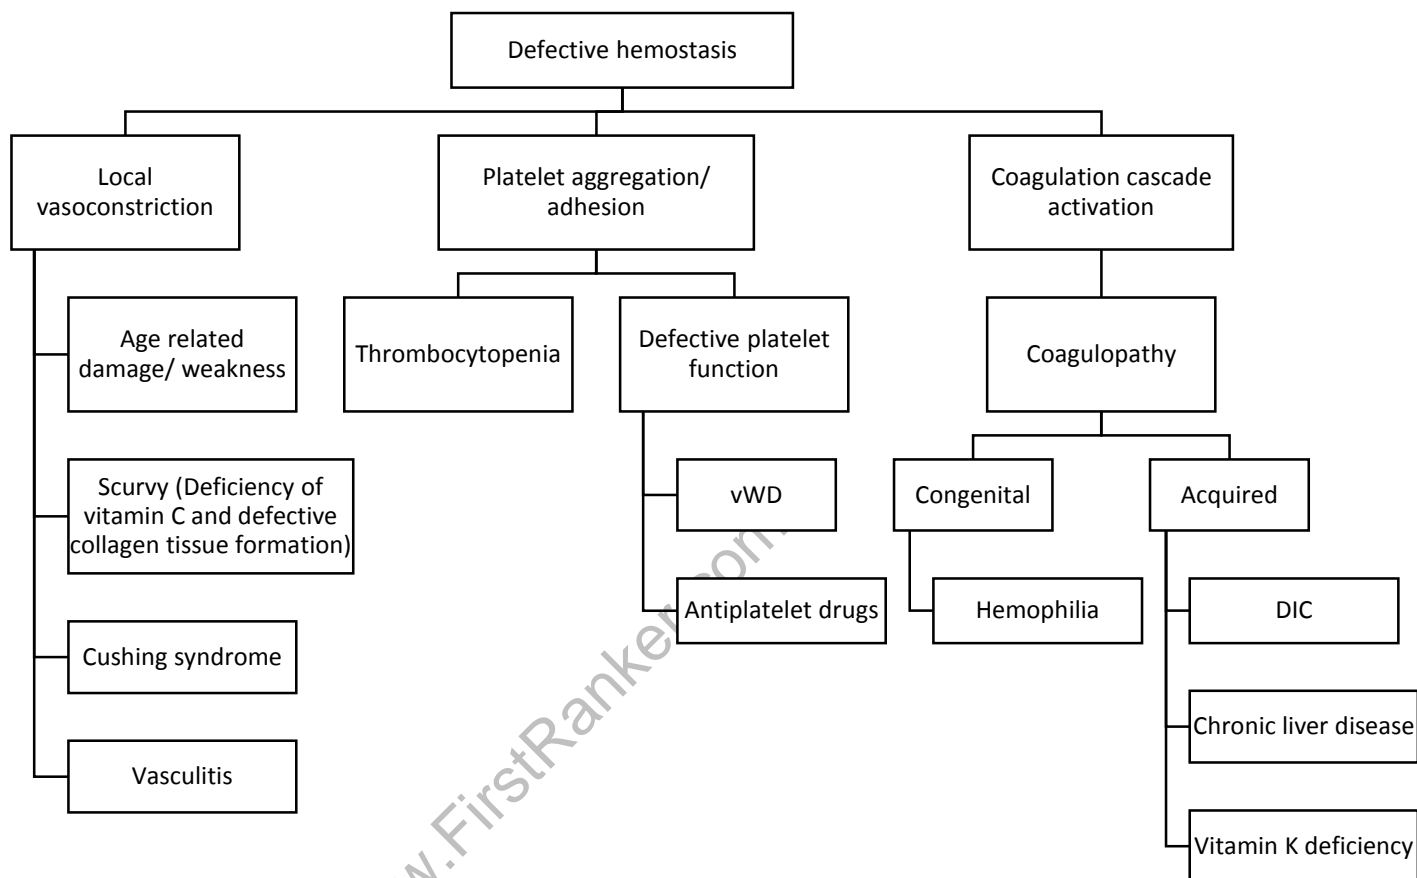 Defective hemostasis
Local
vasoconstriction
Platelet aggregation/
adhesion
Coagulation cascade
activation
Age related
damage/ weakness
Thrombocytopenia
Defective platelet
function
Coagulopathy
Scurvy (Deficiency of
vitamin C and defective
collagen tissue formation)
vWD
Congenital
Acquired
Cushing syndrome
Antiplatelet drugs
Hemophilia
DIC
Vasculitis
Chronic liver disease
Vitamin K deficiency
w.FirstRanker.com